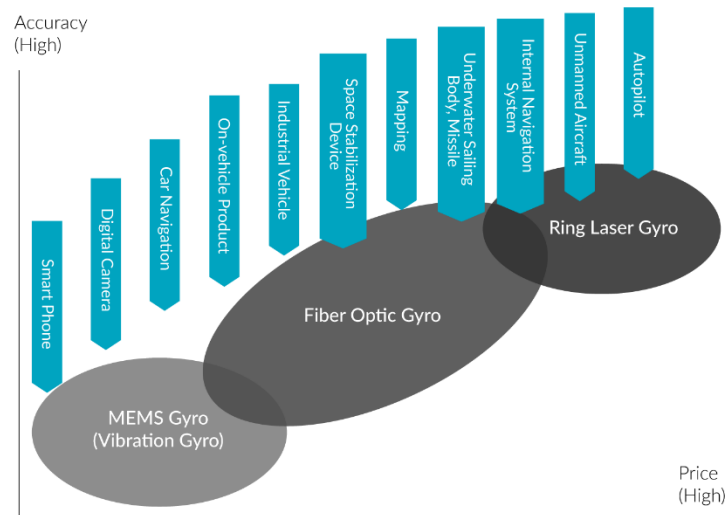 Accuracy
(High)
Smart Phone
Digital Camera
Car Navigation
On-vehicle Product
Industrial Vehicle
Space Stabilization
Device
Mapping
Underwater Sailing
Body, Missile
Internal Navigation
System
Unmanned Aircraft
Autopilot
Ring Laser Gyro
Fiber Optic Gyro
MEMS Gyro
(Vibration Gyro)
Price
(High)